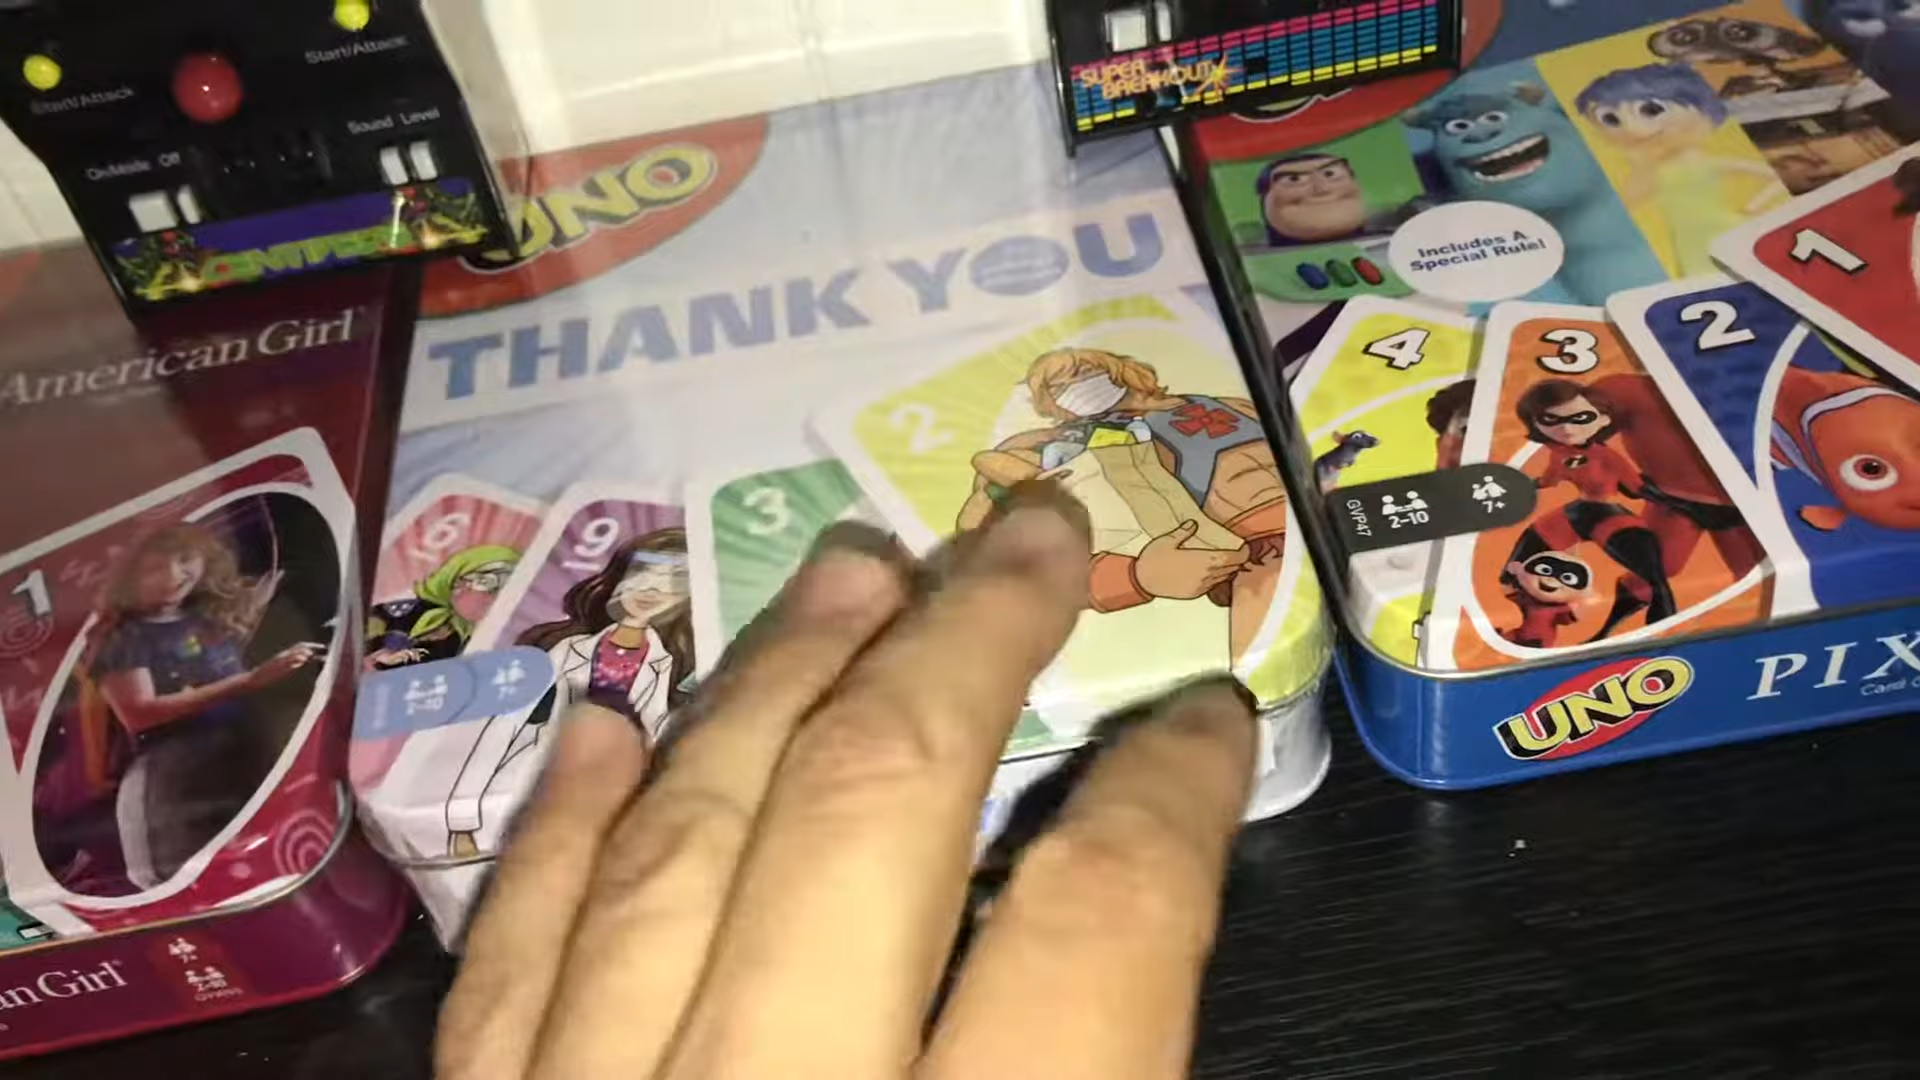 Start/Attack
Start/Attack
Sound Level
Outside Off
CENTIPEDE
SUPER
BREAKOUT
American Girl
1
an Girl
7+
2-10
UNO
THANK YOU
6
9
3
2
2-10
7+
Includes A
Special Rule!
4
3
2
1
GVP47
2-10
7+
UNO
PIX
Card